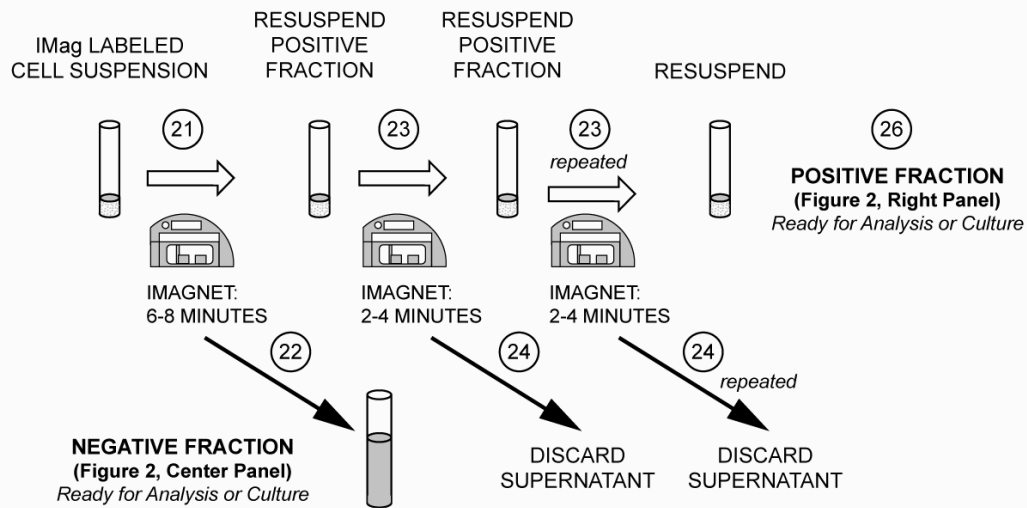 IMag LABELED
CELL SUSPENSION
RESUSPEND
POSITIVE
FRACTION
RESUSPEND
POSITIVE
FRACTION
RESUSPEND
21
23
23
repeated
26
POSITIVE FRACTION
(Figure 2, Right Panel)
Ready for Analysis or Culture
IMAGNET:
6-8 MINUTES
IMAGNET:
2-4 MINUTES
IMAGNET:
2-4 MINUTES
22
24
24
repeated
NEGATIVE FRACTION
(Figure 2, Center Panel)
Ready for Analysis or Culture
DISCARD
SUPERNATANT
DISCARD
SUPERNATANT